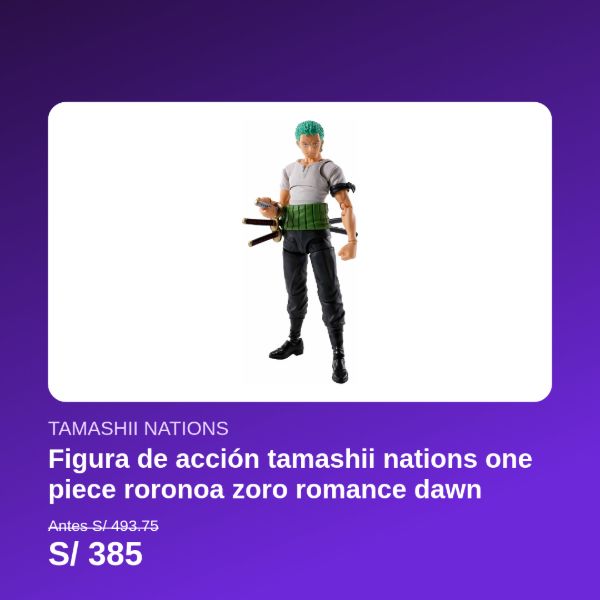 TAMASHII NATIONS
Figura de acción tamashii nations one
piece roronoa zoro romance dawn
Antes S/ 493.75
S/ 385